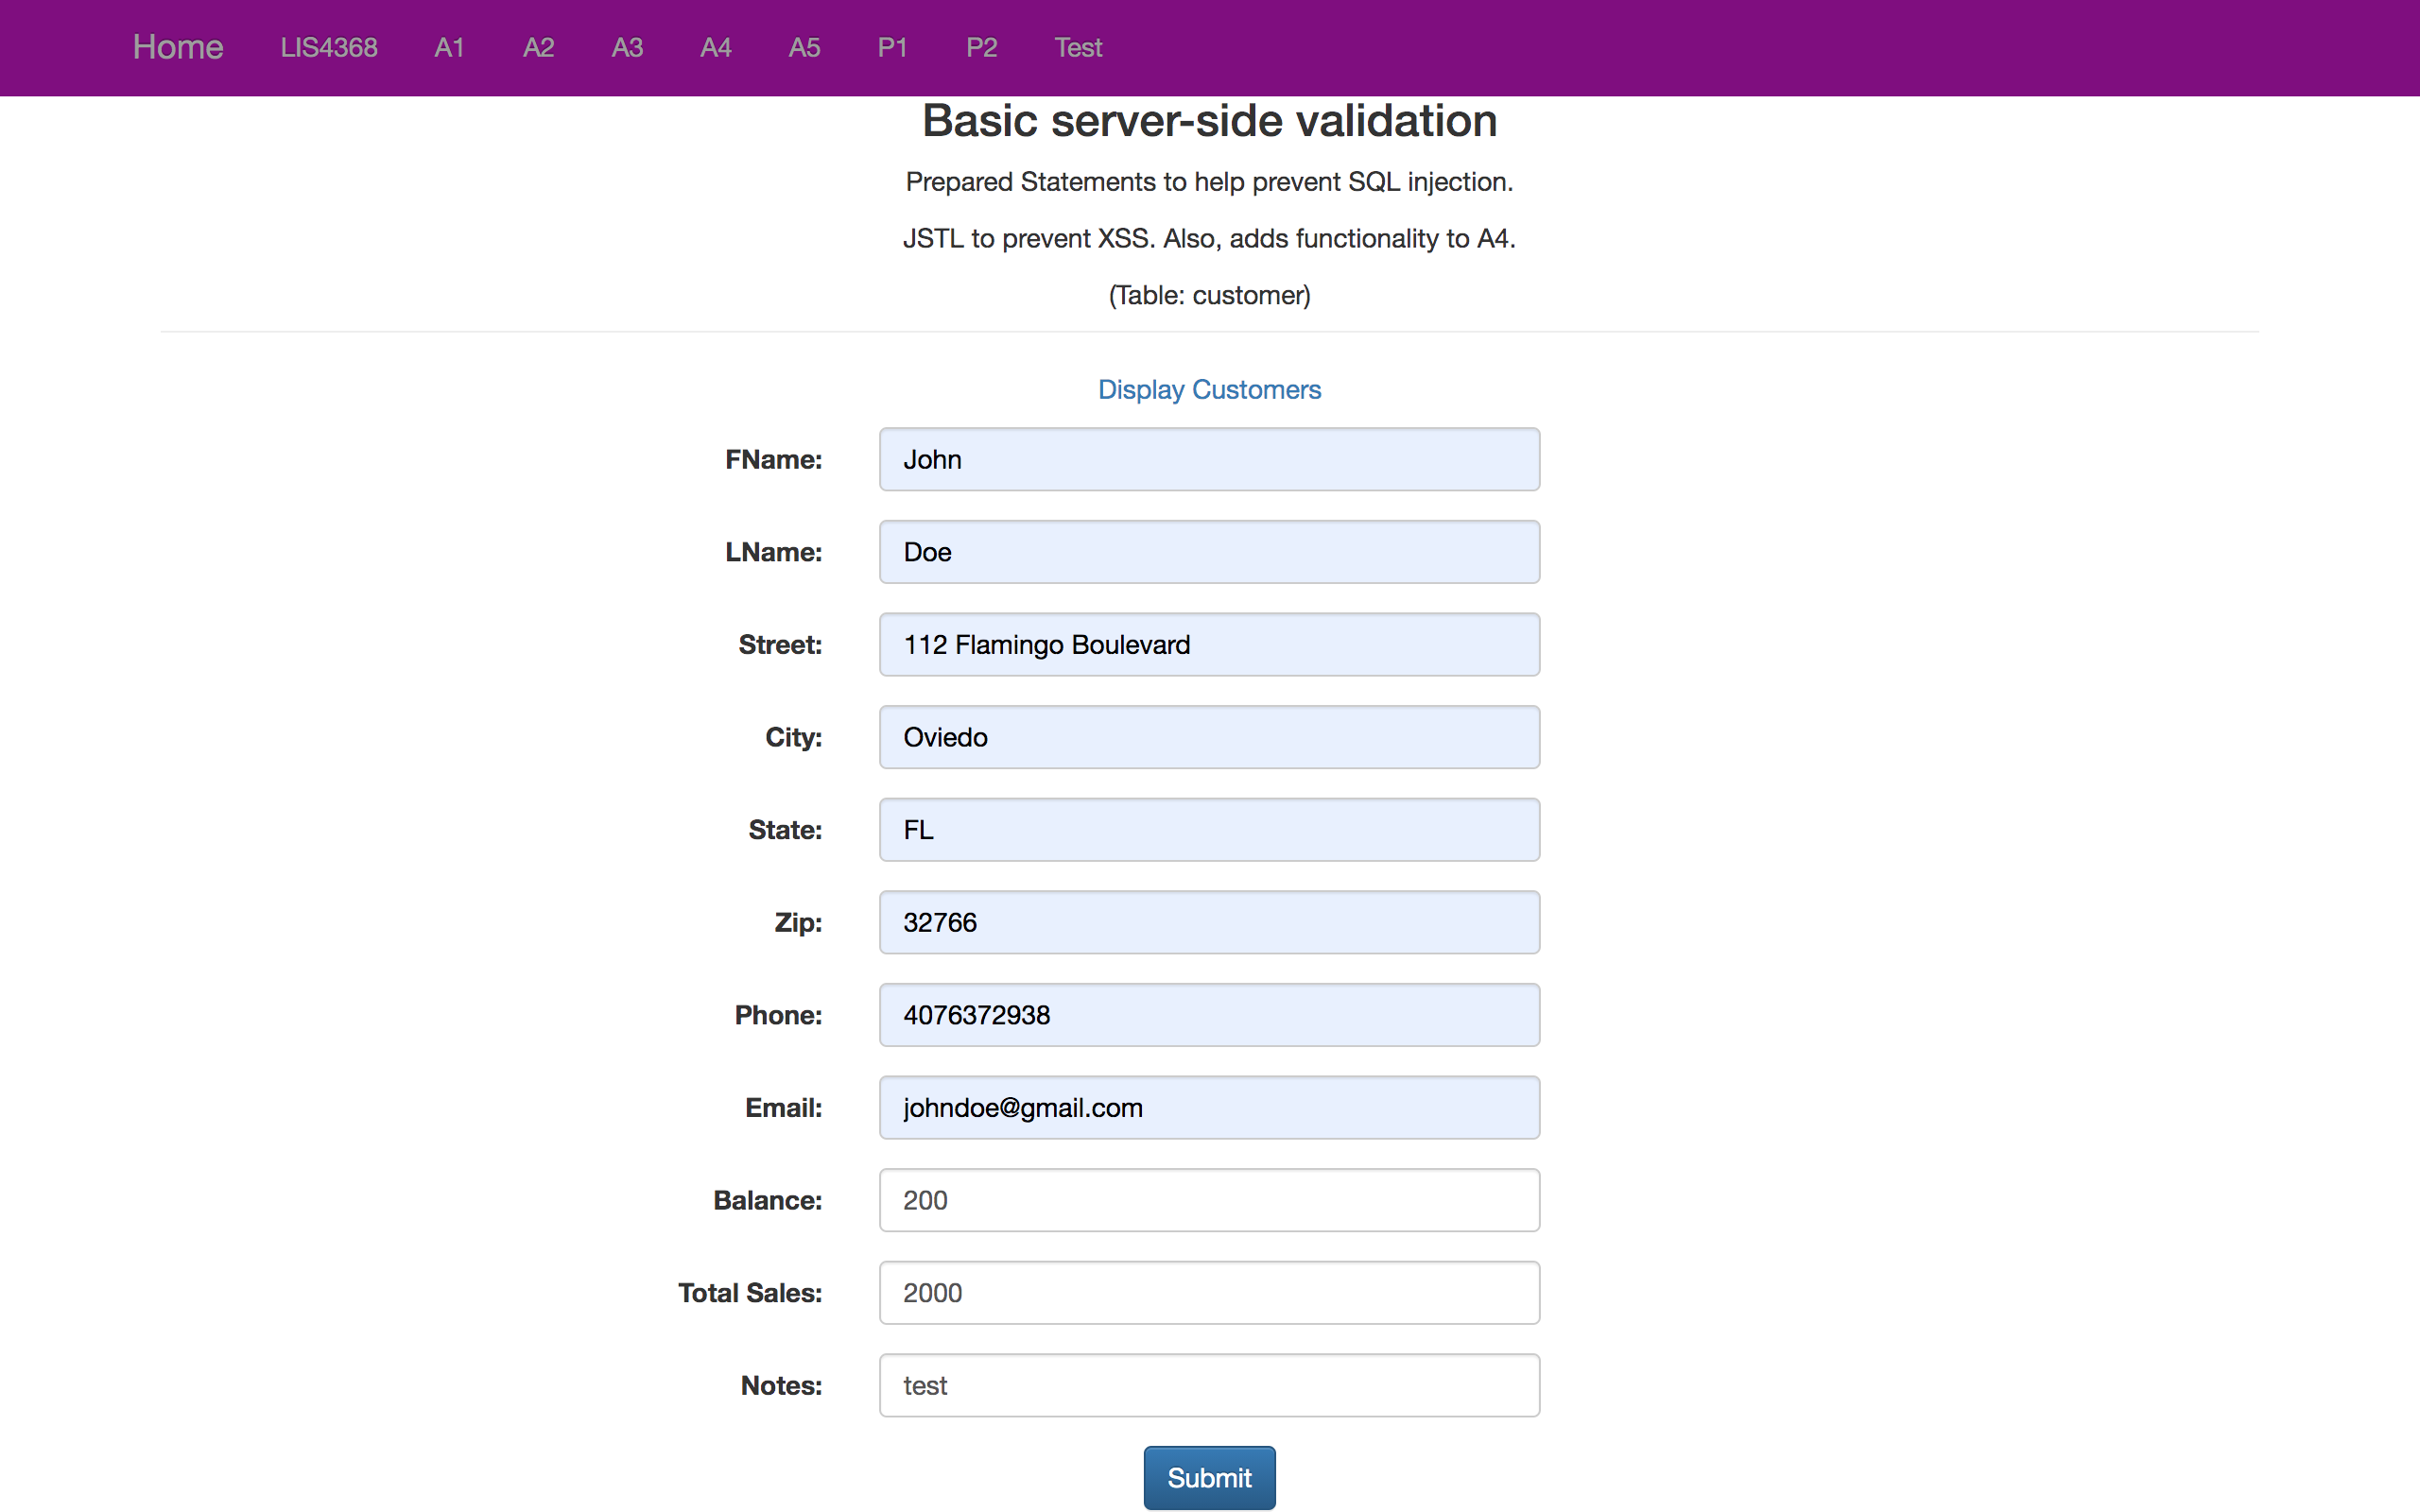 Home LIS4368 A1 A2 A3 A4 A5 P1 P2 Test
Basic server-side validation
Prepared Statements to help prevent SQL injection.
JSTL to prevent XSS. Also, adds functionality to A4.
(Table: customer)
Display Customers
FName: John
LName: Doe
Street: 112 Flamingo Boulevard
City: Oviedo
State: FL
Zip: 32766
Phone: 4076372938
Email: johndoe@gmail.com
Balance: 200
Total Sales: 2000
Notes: test
Submit